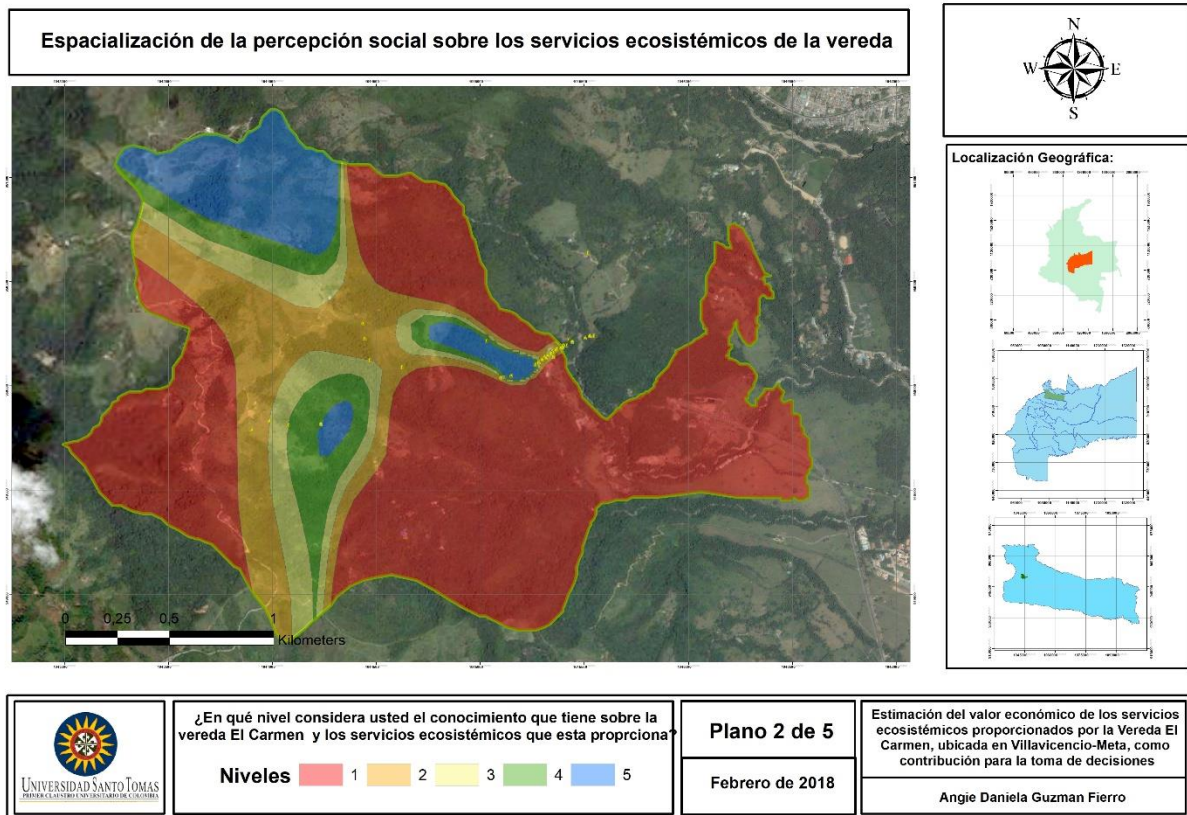 Espacialización de la percepción social sobre los servicios ecosistémicos de la vereda
N
W
E
S
Localización Geográfica:
0
0,25
0,5
1
Kilometers
UNIVERSIDAD SANTO TOMAS
PRIMER CLAUSTRO UNIVERSITARIO DE COLOMBIA
¿En qué nivel considera usted el conocimiento que tiene sobre la
vereda El Carmen y los servicios ecosistémicos que esta proprciona?
Niveles
1
2
3
4
5
Plano 2 de 5
Febrero de 2018
Estimación del valor económico de los servicios
ecosistémicos proporcionados por la Vereda El
Carmen, ubicada en Villavicencio-Meta, como
contribución para la toma de decisiones
Angie Daniela Guzman Fierro